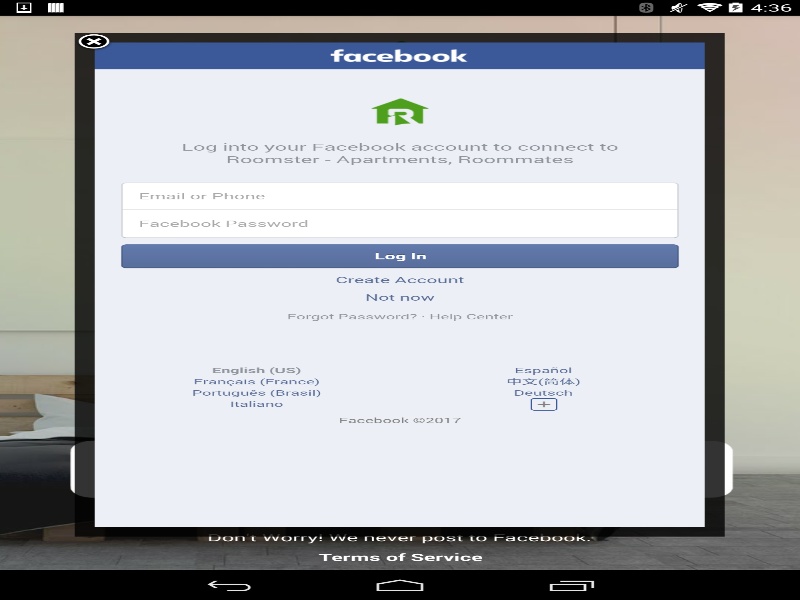 4:36
facebook
Log into your Facebook account to connect to
Roomster - Apartments, Roommates
Email or Phone
Facebook Password
Log In
Create Account
Not now
Forgot Password? · Help Center
English (US)
Español
Français (France)
中文(简体)
Português (Brasil)
Deutsch
Italiano
Facebook ©2017
Don't Worry! We never post to Facebook.
Terms of Service